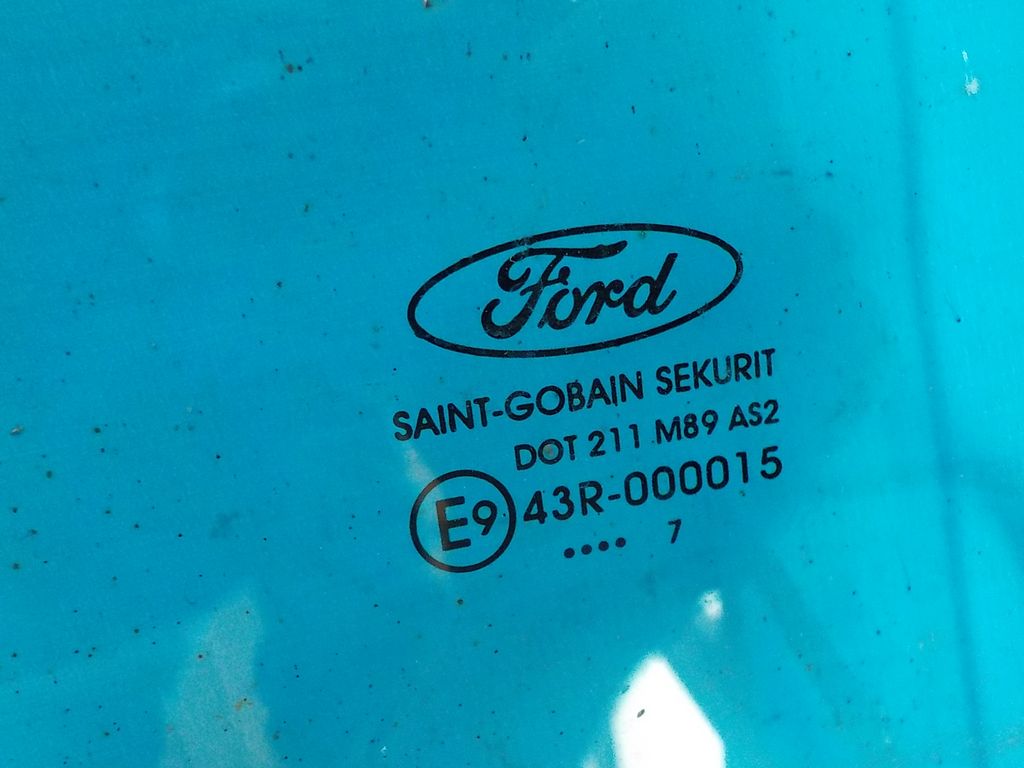 Ford
SAINT-GOBAIN SEKURIT
DOT 211 M89 AS2
E9 43R-000015
.... 7